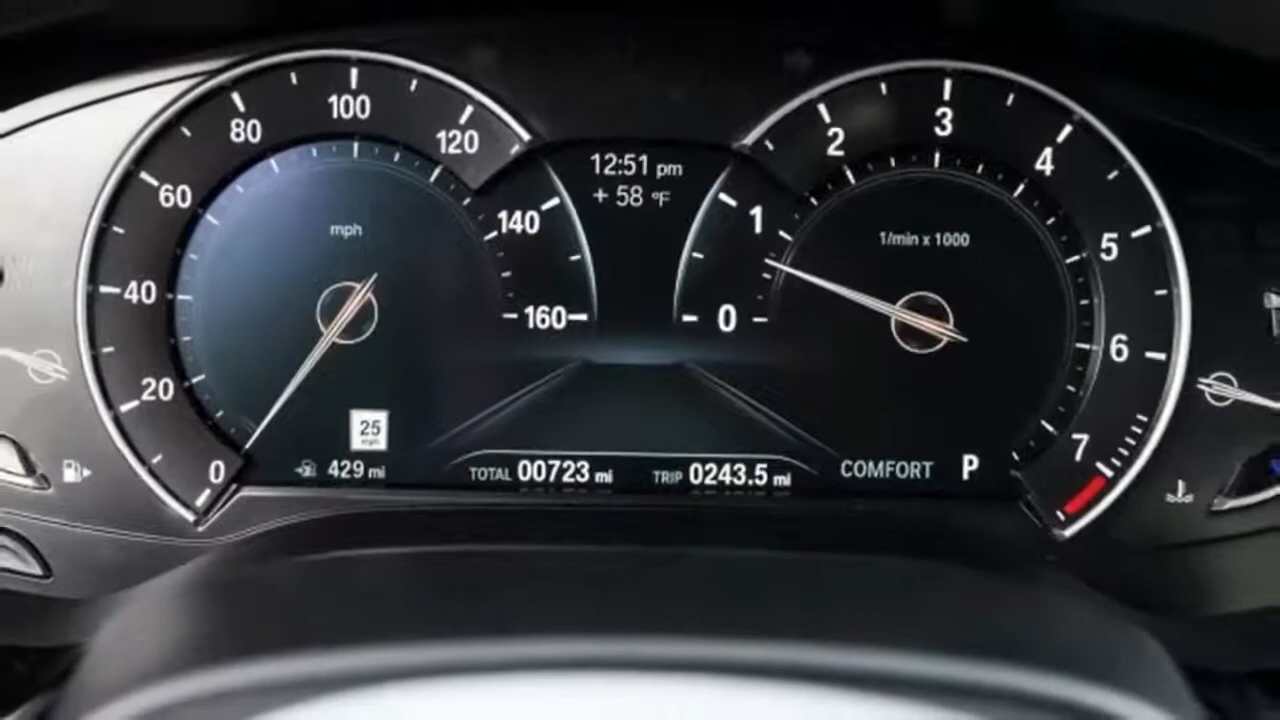 0
20
40
60
80
100
120
140
160
mph
25
mph
429 mi
12:51 pm
+ 58 °F
TOTAL 00723 mi
TRIP 0243.5 mi
0
1
2
3
4
5
6
7
1/min x 1000
COMFORT P